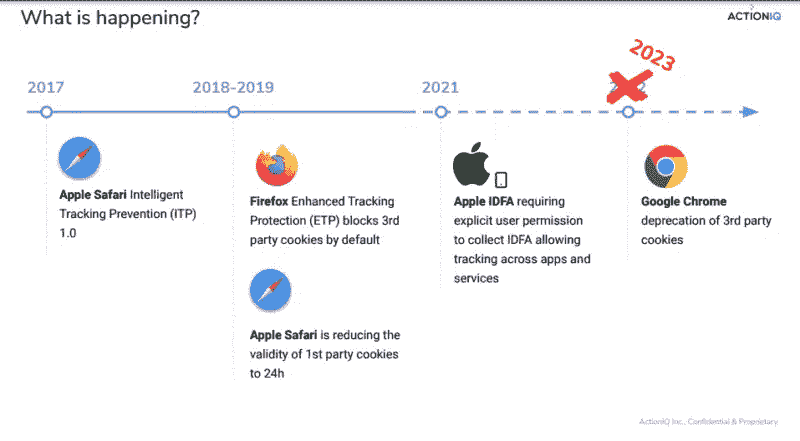 What is happening?
ACTIONIQ
2023
2017
2018-2019
2021
Apple Safari Intelligent
Tracking Prevention (ITP)
1.0
Firefox Enhanced Tracking
Protection (ETP) blocks 3rd
party cookies by default
Apple Safari is reducing the
validity of 1st party cookies
to 24h
Apple IDFA requiring
explicit user permission
to collect IDFA allowing
tracking across apps and
services
Google Chrome
deprecation of 3rd party
cookies
ActionIQ Inc., Confidential & Proprietary